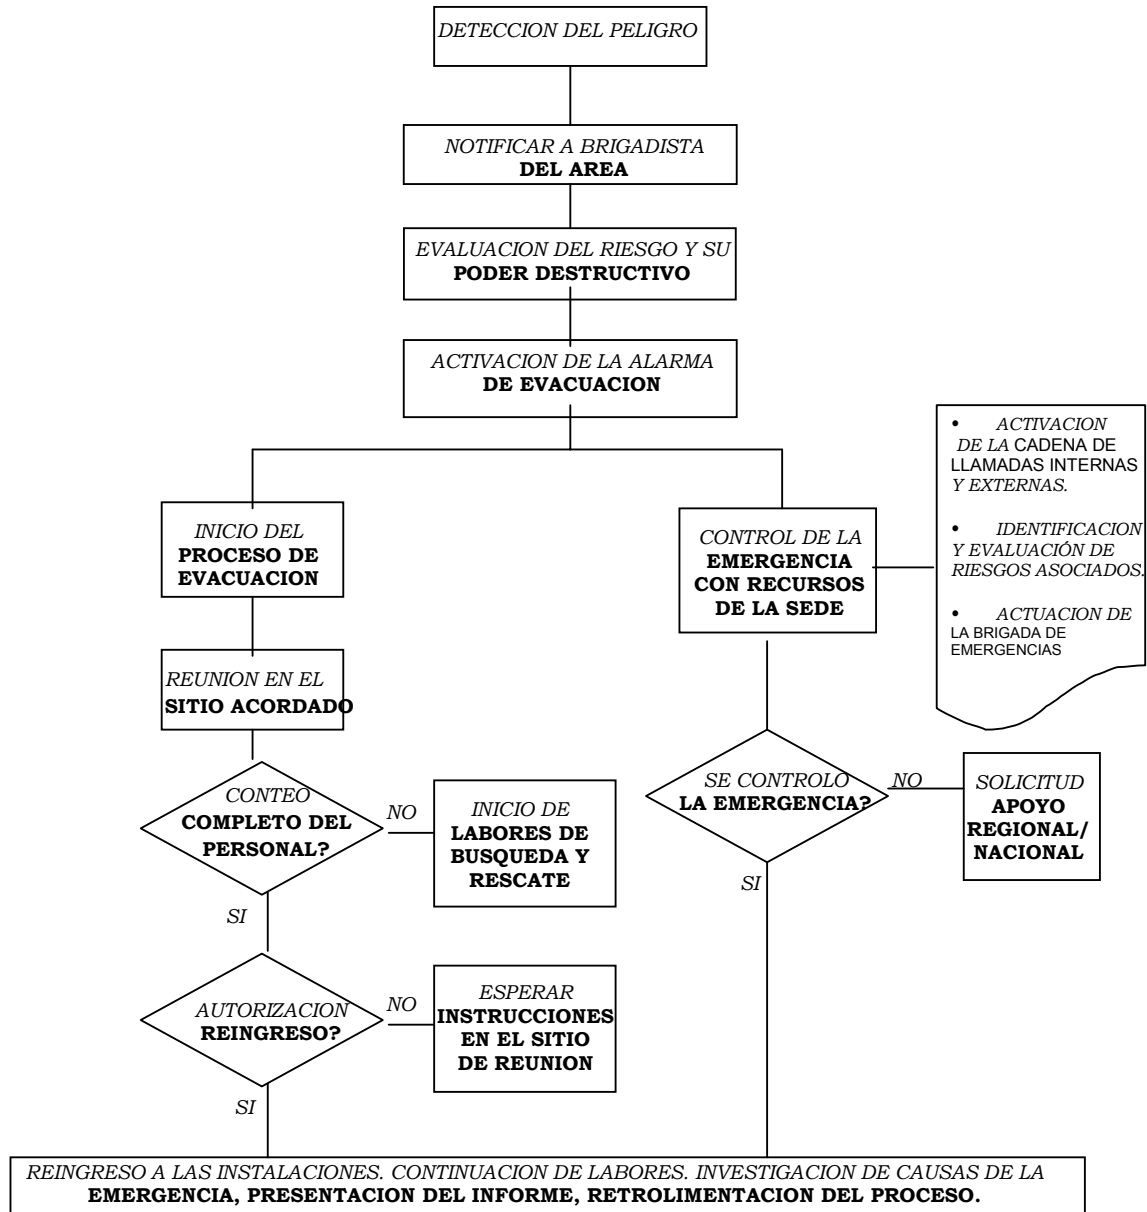 DETECCION DEL PELIGRO
NOTIFICAR A BRIGADISTA
DEL AREA
EVALUACION DEL RIESGO Y SU
PODER DESTRUCTIVO
ACTIVACION DE LA ALARMA
DE EVACUACION
INICIO DEL
PROCESO DE
EVACUACION
REUNION EN EL
SITIO ACORDADO
CONTEO
COMPLETO DEL
PERSONAL?
NO
INICIO DE
LABORES DE
BUSQUEDA Y
RESCATE
SI
AUTORIZACION
REINGRESO?
NO
ESPERAR
INSTRUCCIONES
EN EL SITIO
DE REUNION
SI
CONTROL DE LA
EMERGENCIA
CON RECURSOS
DE LA SEDE
• ACTIVACION
DE LA CADENA DE
LLAMADAS INTERNAS
Y EXTERNAS.
• IDENTIFICACION
Y EVALUACIÓN DE
RIESGOS ASOCIADOS.
• ACTUACION DE
LA BRIGADA DE
EMERGENCIAS
SE CONTROLO
LA EMERGENCIA?
NO
SOLICITUD
APOYO
REGIONAL/
NACIONAL
SI
REINGRESO A LAS INSTALACIONES. CONTINUACION DE LABORES. INVESTIGACION DE CAUSAS DE LA
EMERGENCIA, PRESENTACION DEL INFORME, RETROLIMENTACION DEL PROCESO.